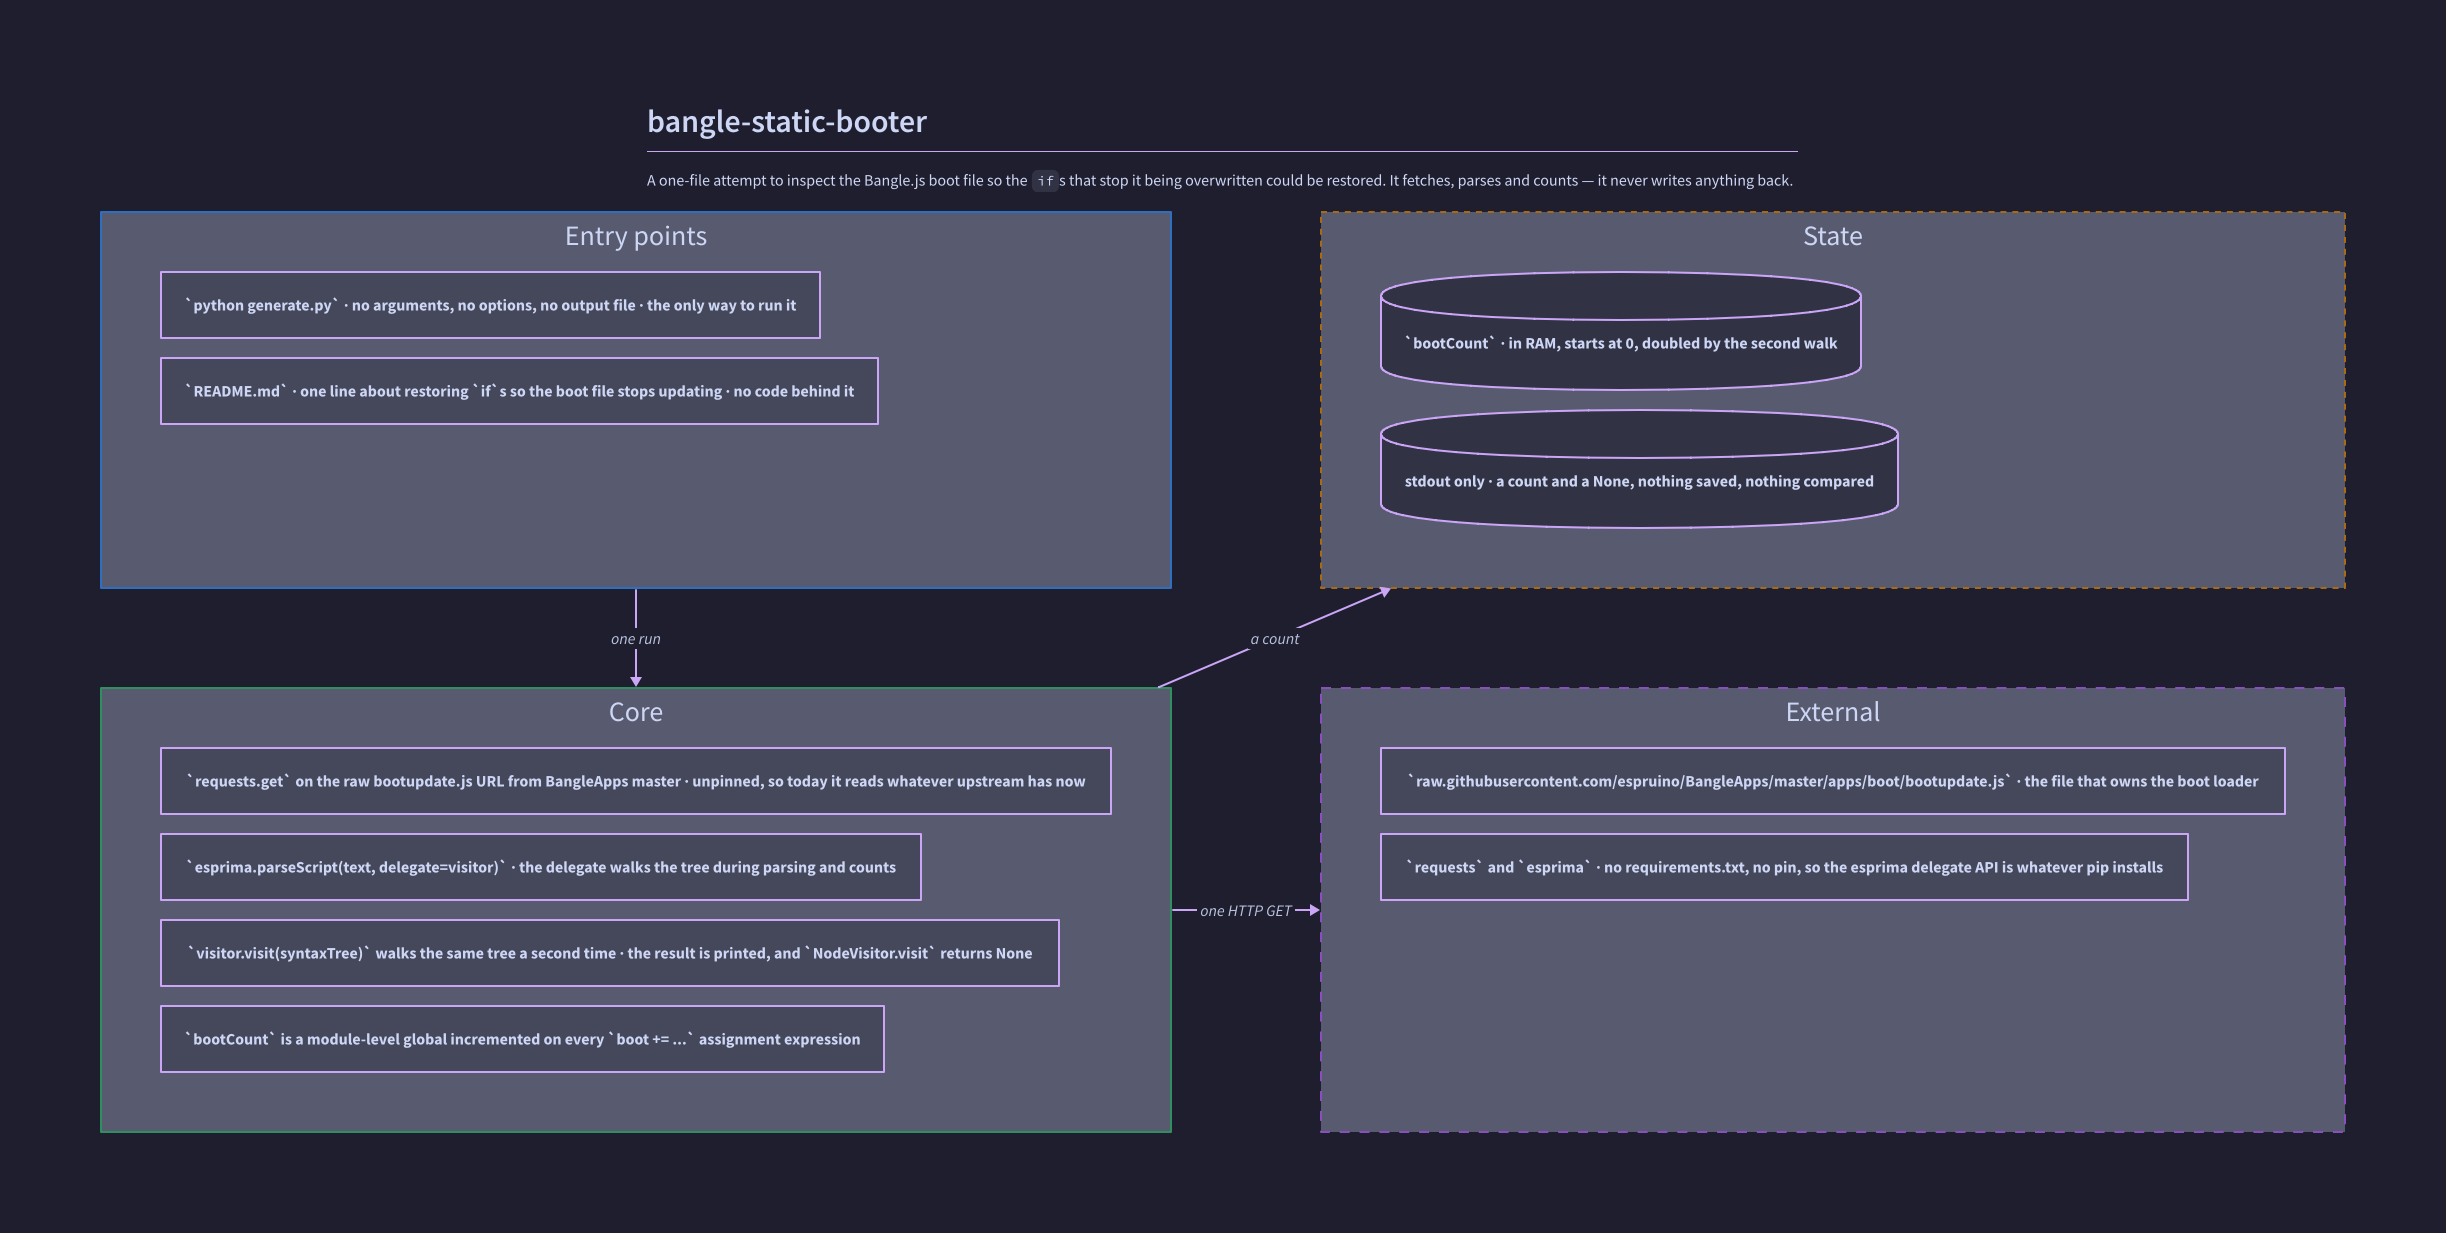 bangle-static-booter
A one-file attempt to inspect the Bangle.js boot file so the if s that stop it being overwritten could be restored. It fetches, parses and counts — it never writes anything back.
Entry points
`python generate.py` · no arguments, no options, no output file · the only way to run it
`README.md` · one line about restoring `if`s so the boot file stops updating · no code behind it
State
`bootCount` · in RAM, starts at 0, doubled by the second walk
stdout only · a count and a None, nothing saved, nothing compared
one run
a count
Core
`requests.get` on the raw bootupdate.js URL from BangleApps master · unpinned, so today it reads whatever upstream has now
`esprima.parseScript(text, delegate=visitor)` · the delegate walks the tree during parsing and counts
`visitor.visit(syntaxTree)` walks the same tree a second time · the result is printed, and `NodeVisitor.visit` returns None
`bootCount` is a module-level global incremented on every `boot += ...` assignment expression
one HTTP GET
External
`raw.githubusercontent.com/espruino/BangleApps/master/apps/boot/bootupdate.js` · the file that owns the boot loader
`requests` and `esprima` · no requirements.txt, no pin, so the esprima delegate API is whatever pip installs